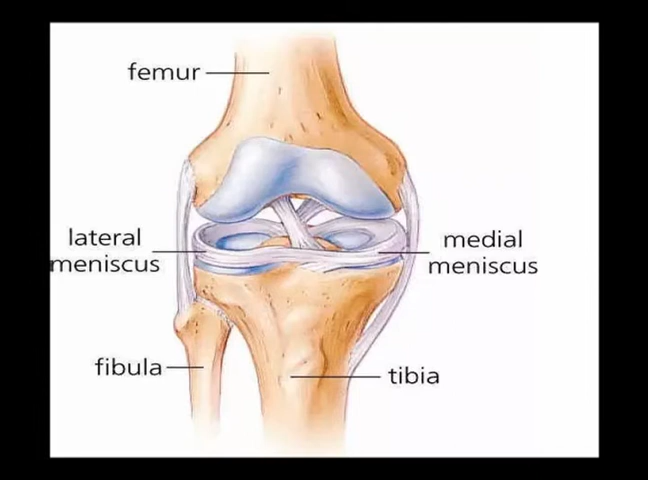 femur
lateral
meniscus
medial
meniscus
fibula
tibia